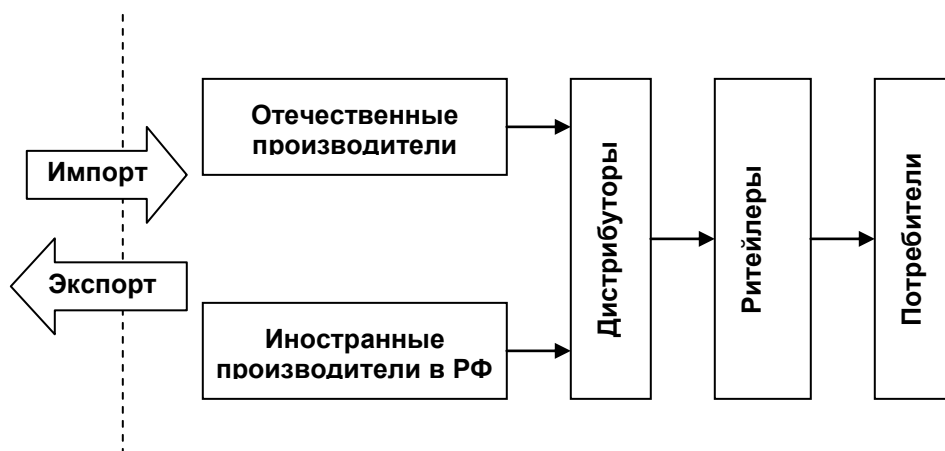 Отечественные
производители
Импорт
Экспорт
Иностранные
производители в РФ
Дистрибуторы
Ритейлеры
Потребители